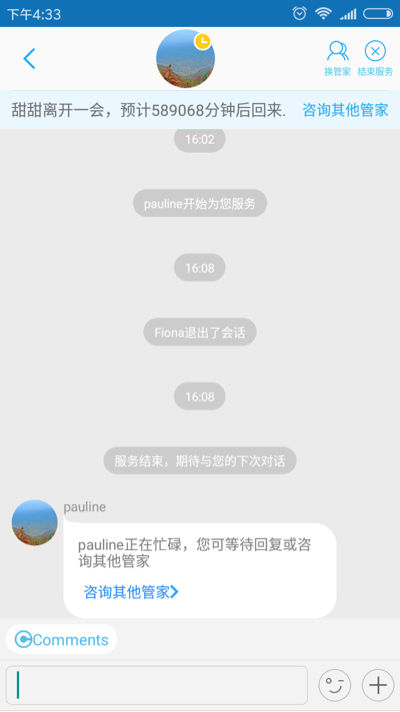 下午4:33
换管家
结束服务
甜甜离开一会，预计589068分钟后回来.
咨询其他管家
16:02
pauline开始为您服务
16:08
Fiona退出了会话
16:08
服务结束，期待与您的下次对话
pauline
pauline正在忙碌，您可等待回复或咨
询其他管家
咨询其他管家
Comments